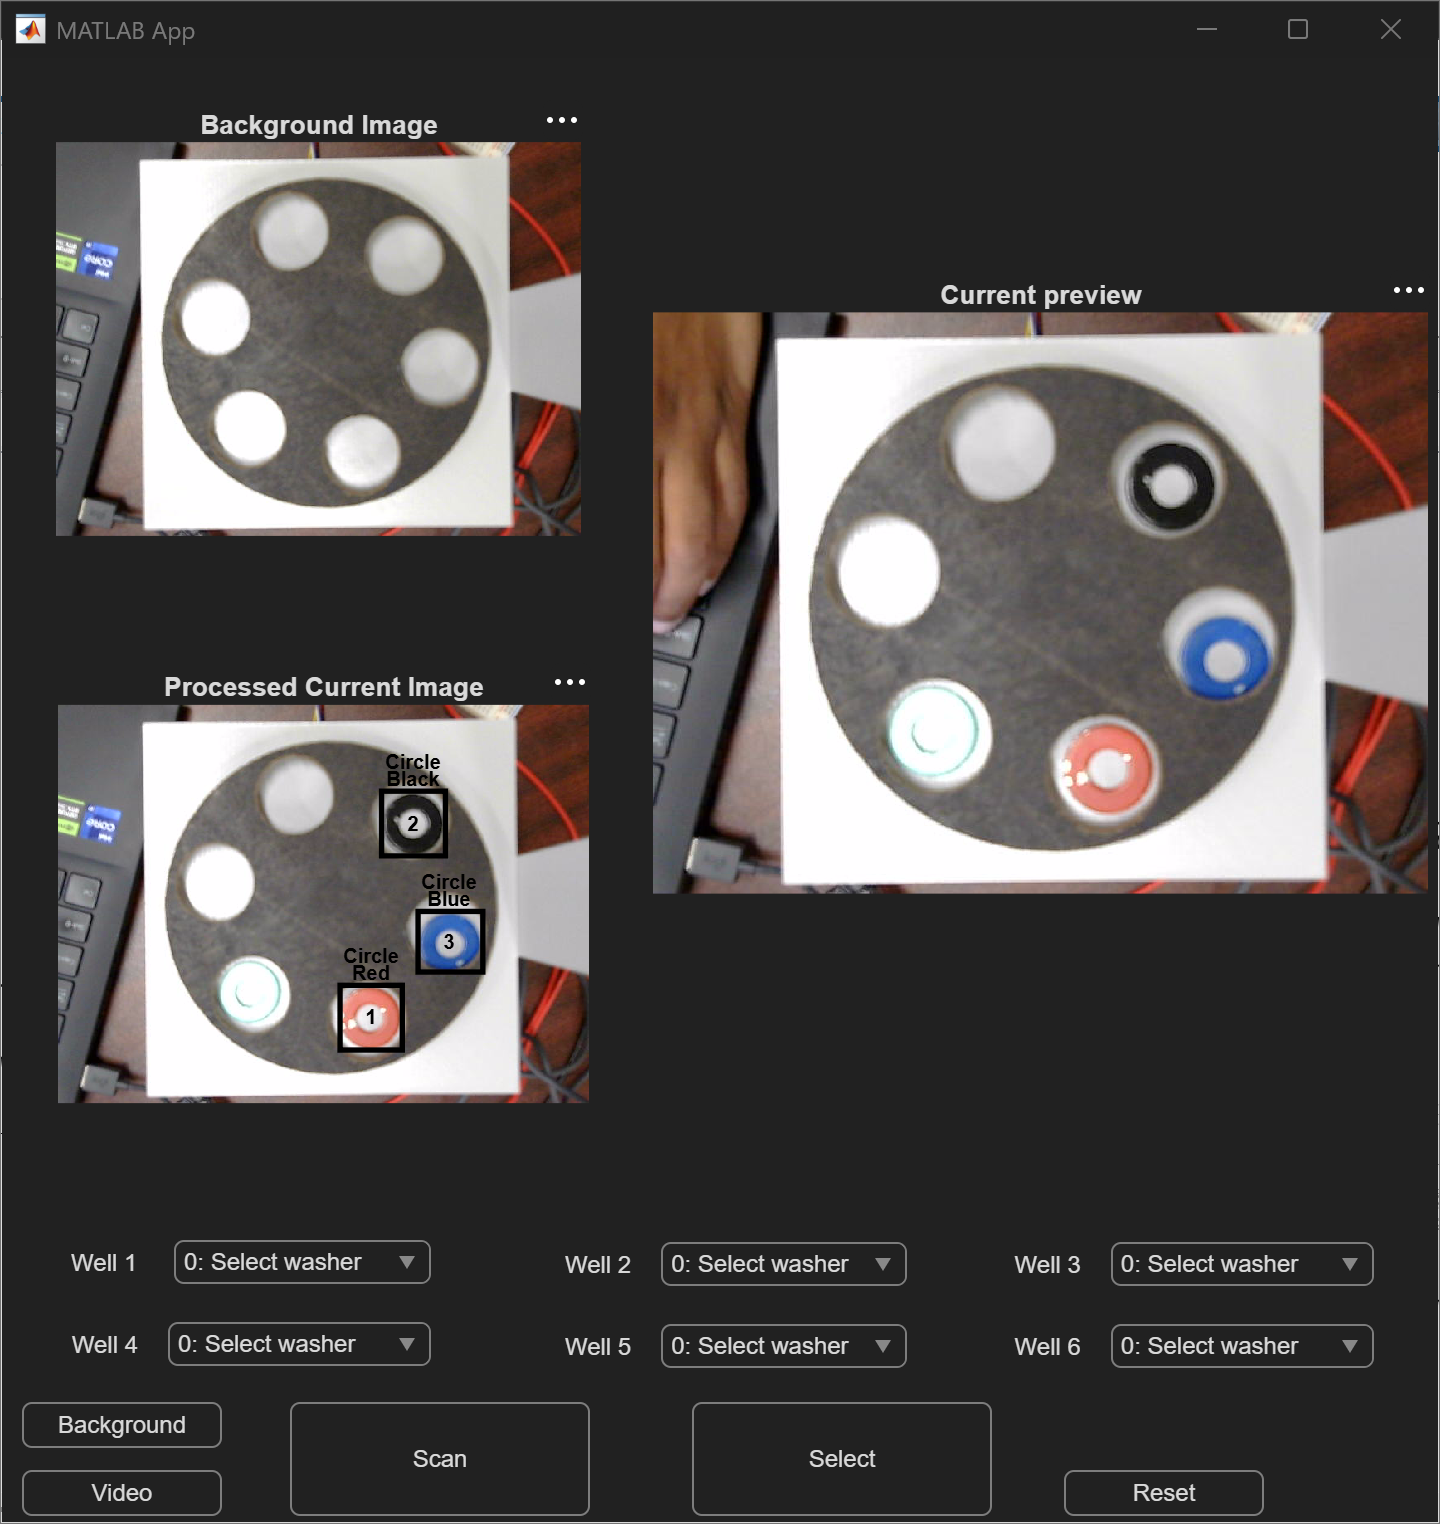 MATLAB App
Background Image
Current preview
Processed Current Image
Circle
Black
2
Circle
Blue
3
Circle
Red
1
Well 1
0: Select washer
Well 2
0: Select washer
Well 3
0: Select washer
Well 4
0: Select washer
Well 5
0: Select washer
Well 6
0: Select washer
Background
Scan
Select
Video
Reset